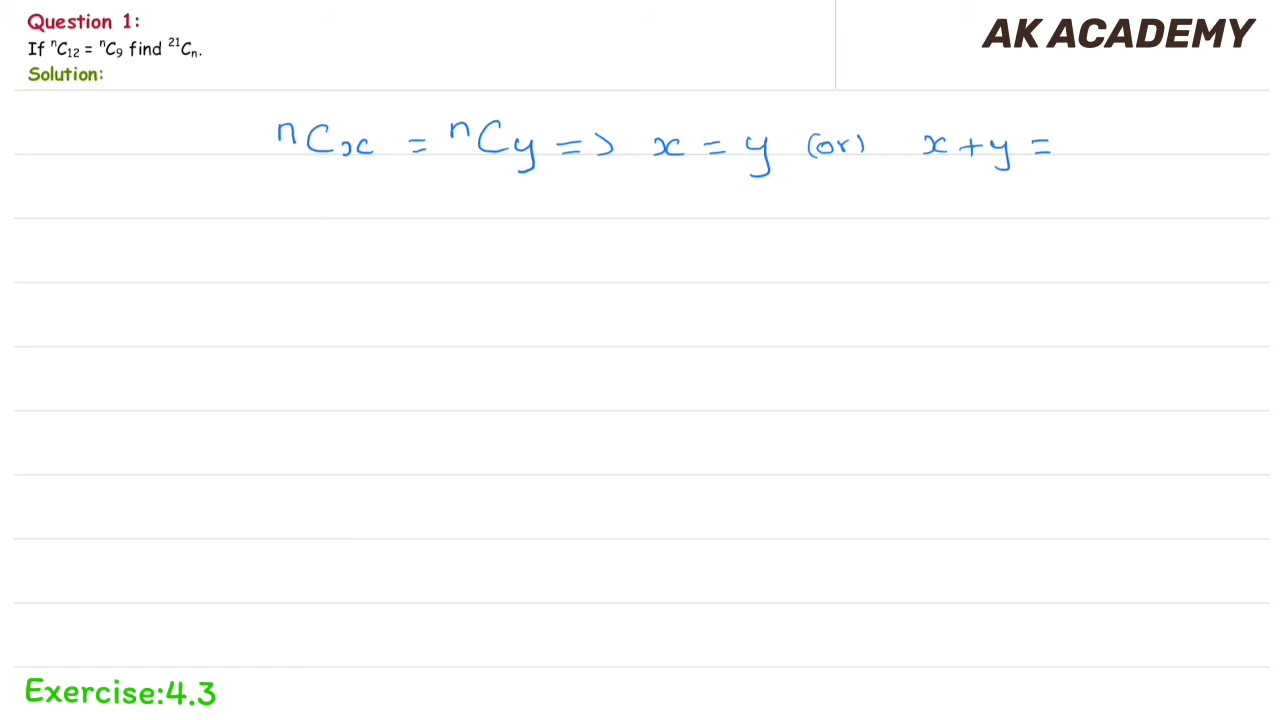 Question 1:
AK ACADEMY
If ⁿC₁₂ = ⁿC₉ find ²¹Cₙ.
Solution:
ⁿCₓ = ⁿCᵧ => x = y (or) x + y =
Exercise:4.3